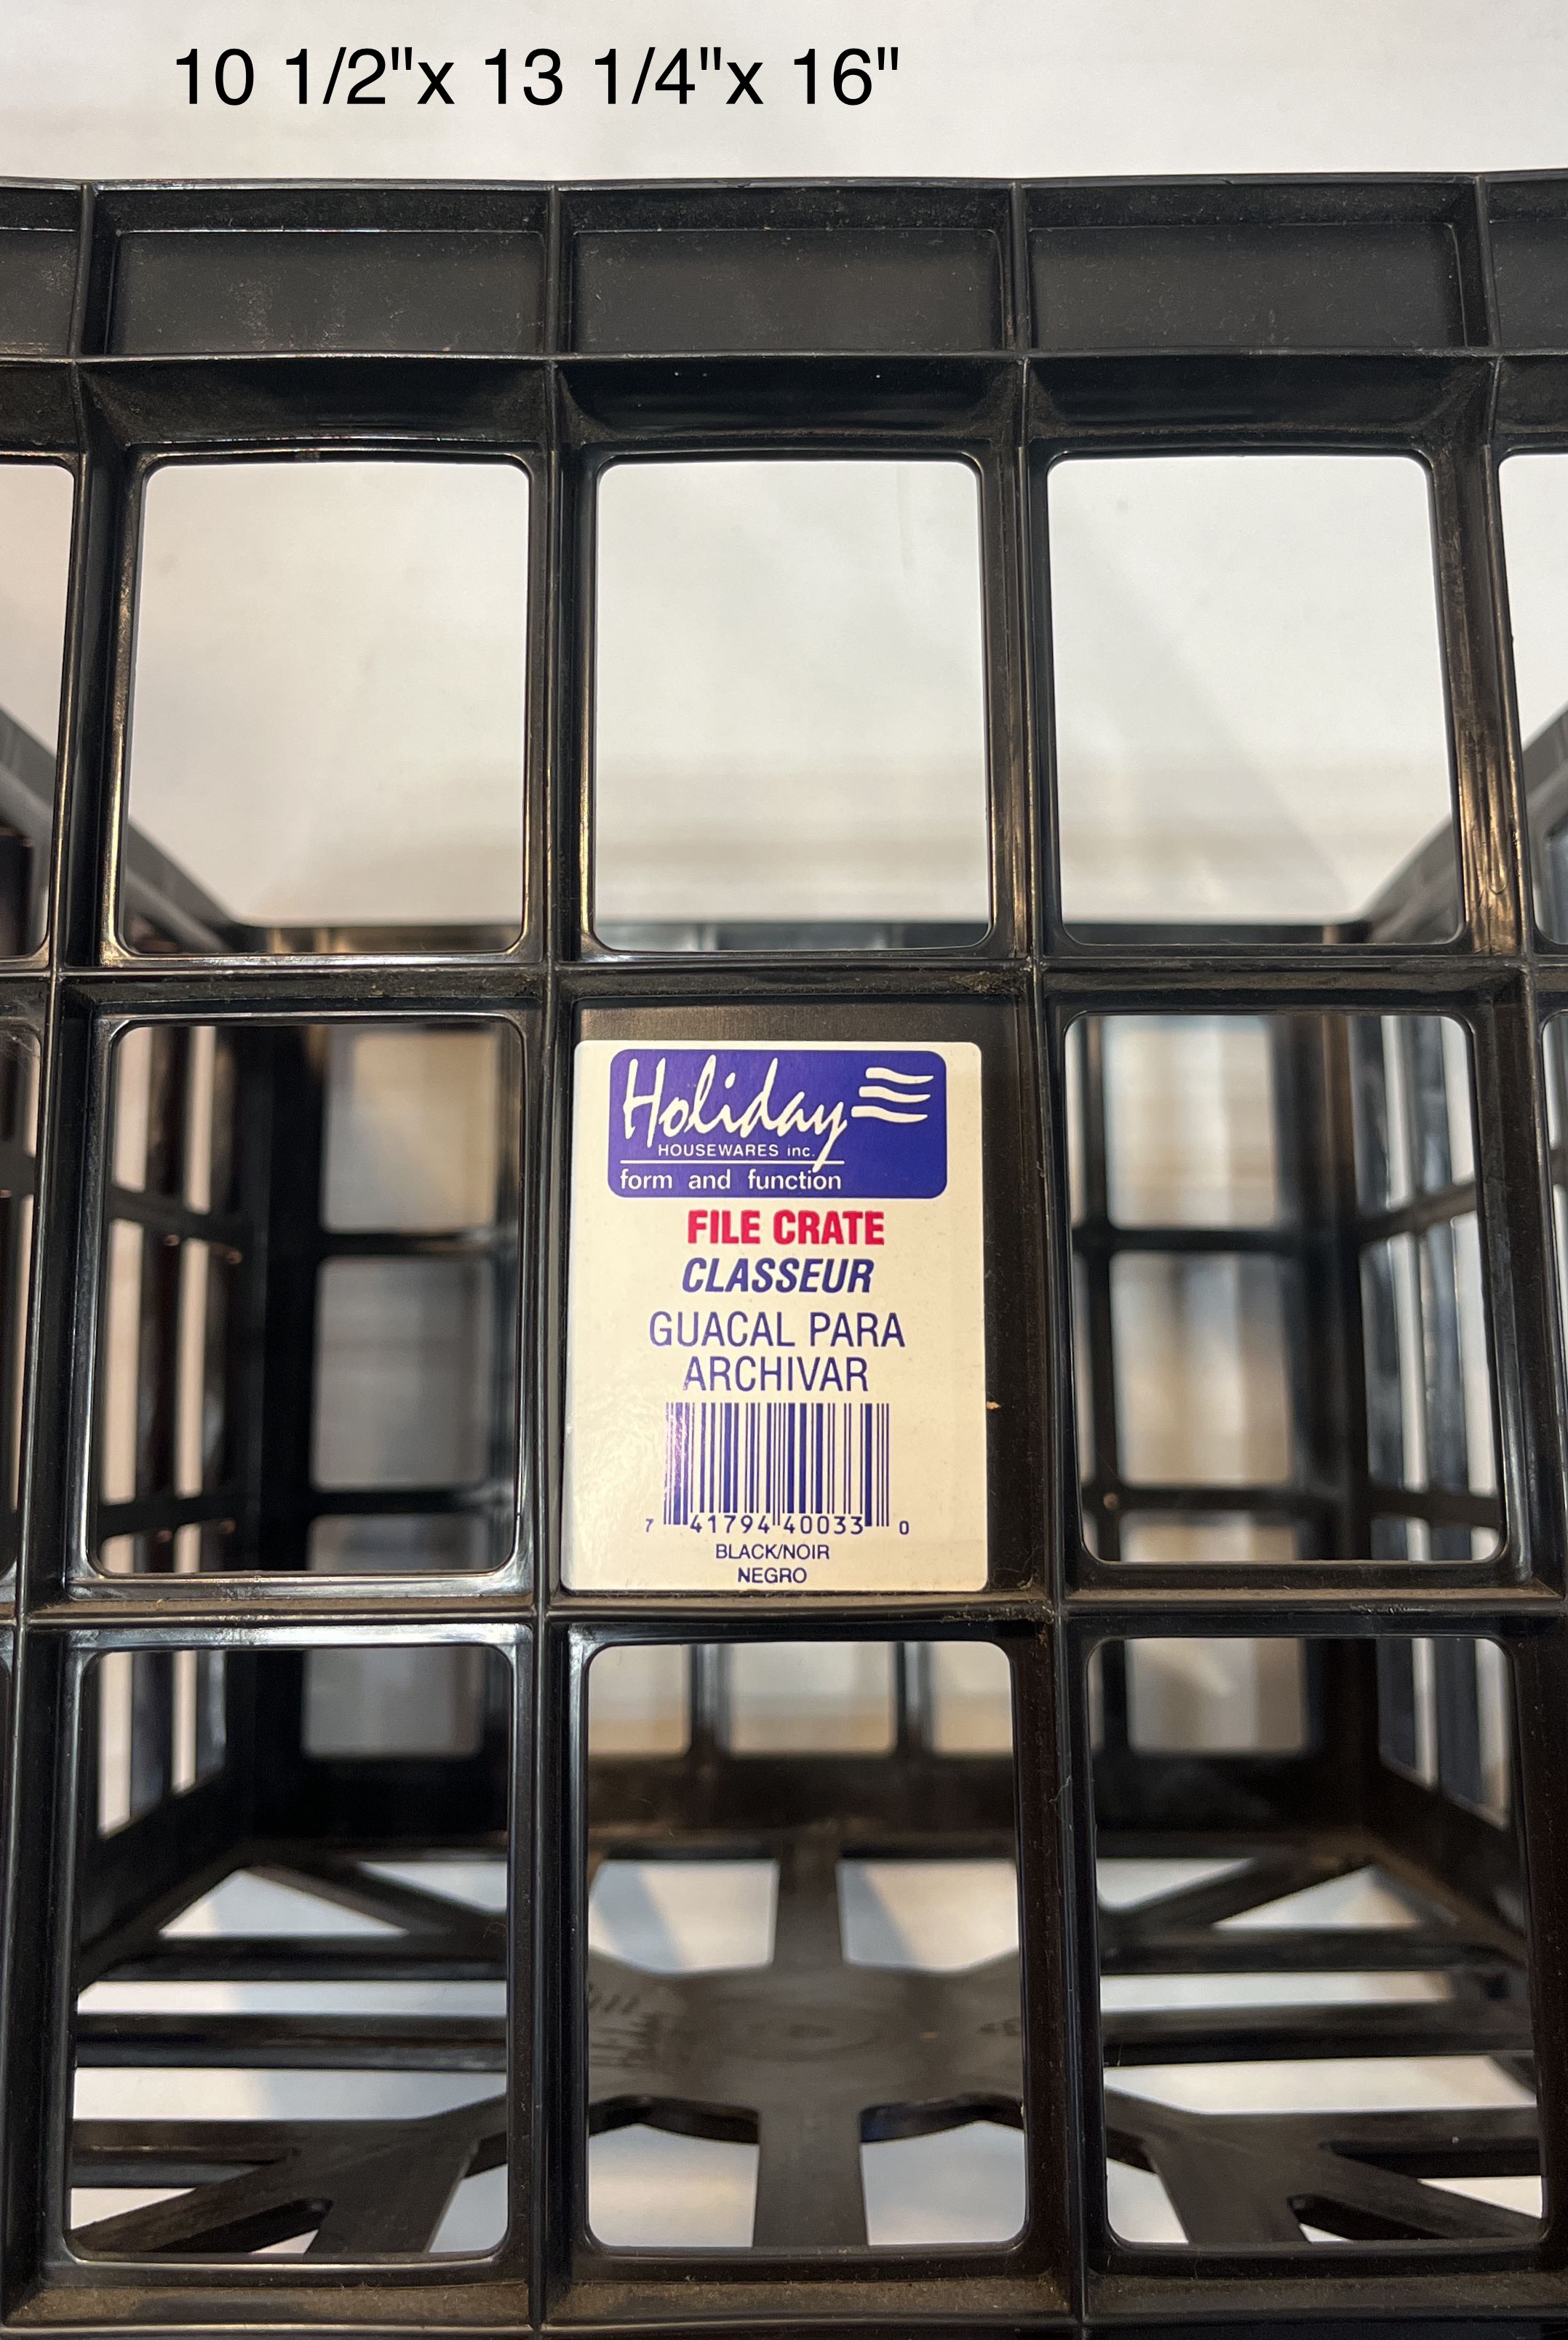 10 1/2"x 13 1/4"x 16"
Holiday
HOUSEWARES inc.
form and function
FILE CRATE
CLASSEUR
GUACAL PARA
ARCHIVAR
7 41794 40033 0
BLACK/NOIR
NEGRO